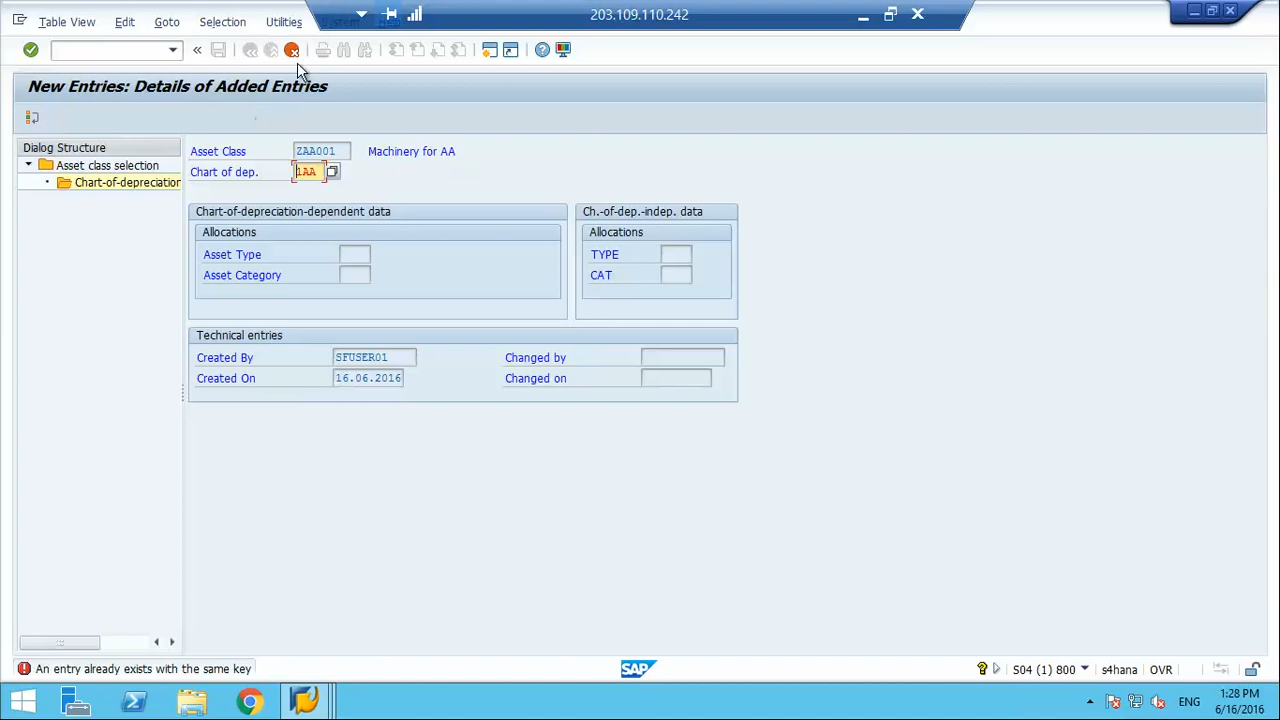 Table View Edit Goto Selection Utilities
203.109.110.242
New Entries: Details of Added Entries
Dialog Structure
Asset class selection
Chart-of-depreciation
Asset Class ZAA001 Machinery for AA
Chart of dep. 1AA
Chart-of-depreciation-dependent data
Allocations
Asset Type
Asset Category
Ch.-of-dep.-indep. data
Allocations
TYPE
CAT
Technical entries
Created By SFUSER01 Changed by
Created On 16.06.2016 Changed on
An entry already exists with the same key
SAP
S04 (1) 800 s4hana OVR
ENG
1:28 PM
6/16/2016